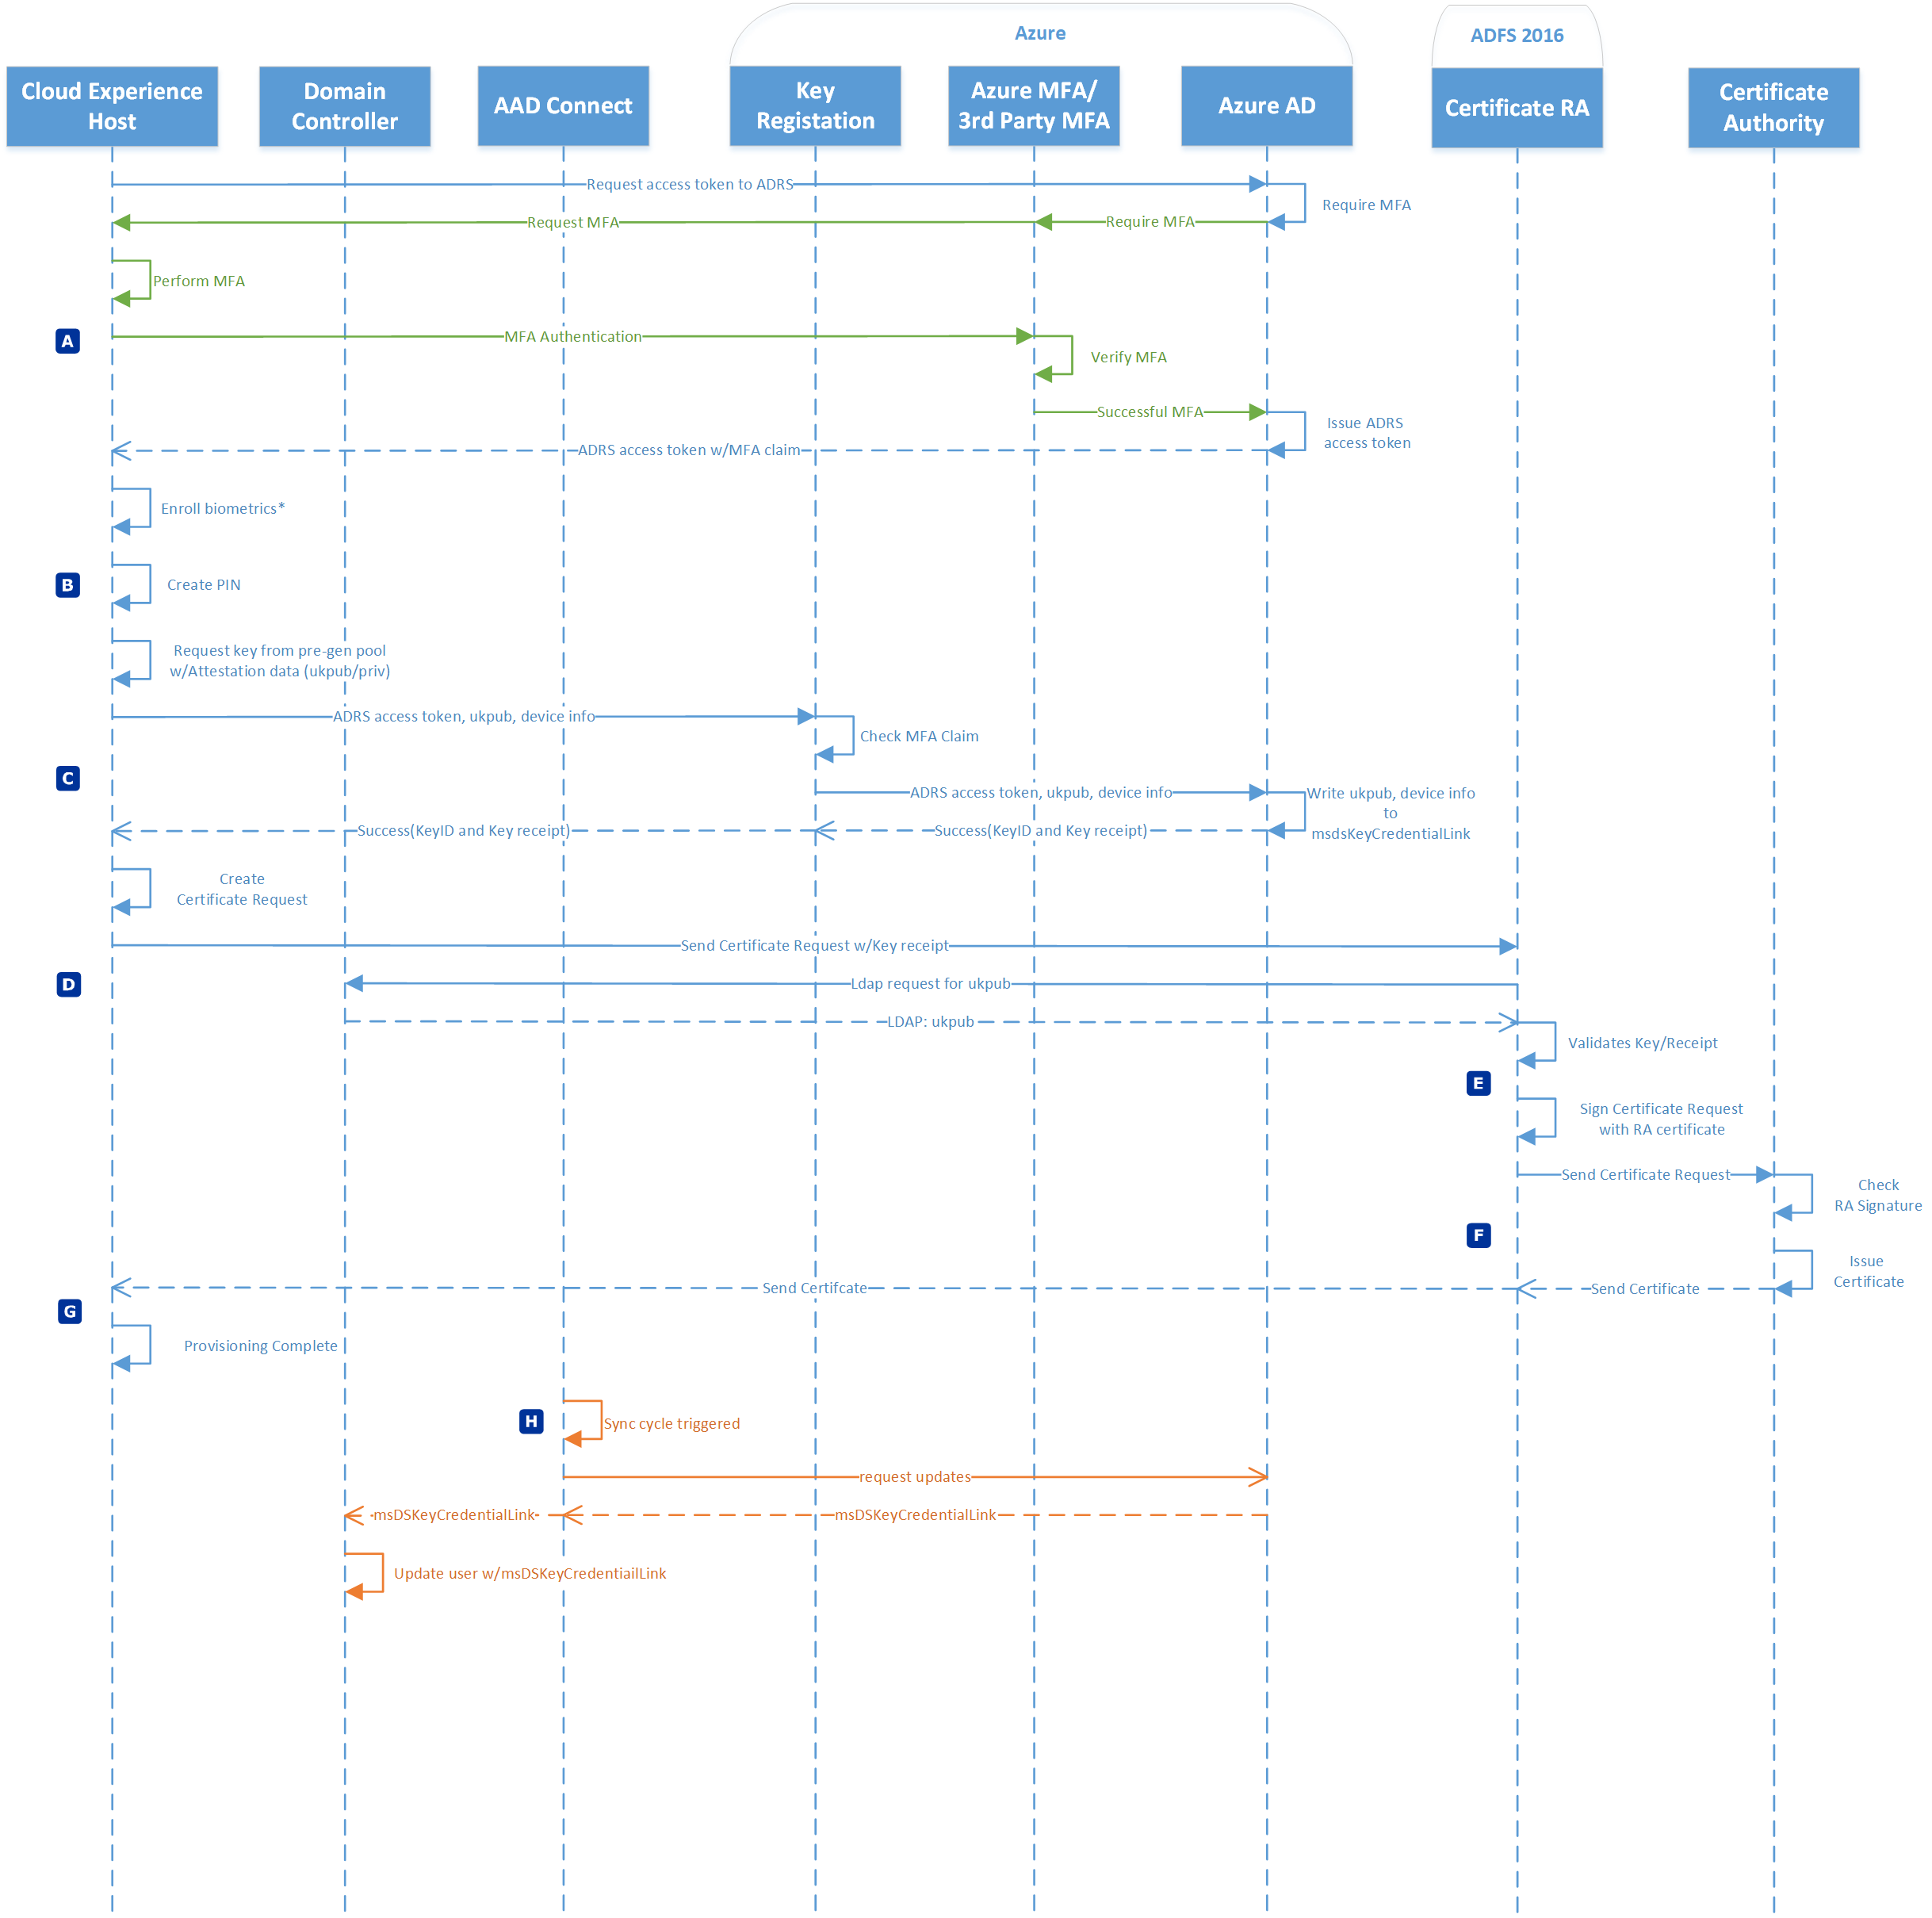 Azure
ADFS 2016
Cloud Experience
Host
Domain
Controller
AAD Connect
Key
Registation
Azure MFA/
3rd Party MFA
Azure AD
Certificate RA
Certificate
Authority
Request access token to ADRS
Require MFA
Request MFA
Require MFA
Perform MFA
A
MFA Authentication
Verify MFA
Successful MFA
Issue ADRS
access token
ADRS access token w/MFA claim
Enroll biometrics*
B
Create PIN
Request key from pre-gen pool
w/Attestation data (ukpub/priv)
ADRS access token, ukpub, device info
Check MFA Claim
C
ADRS access token, ukpub, device info
Write ukpub, device info
to
msdsKeyCredentialLink
Success(KeyID and Key receipt)
Success(KeyID and Key receipt)
Create
Certificate Request
Send Certificate Request w/Key receipt
D
Ldap request for ukpub
LDAP: ukpub
Validates Key/Receipt
E
Sign Certificate Request
with RA certificate
Send Certificate Request
Check
RA Signature
F
Issue
Certificate
Send Certifcate
Send Certificate
G
Provisioning Complete
H
Sync cycle triggered
request updates
msDSKeyCredentialLink
msDSKeyCredentialLink
Update user w/msDSKeyCredentiailLink